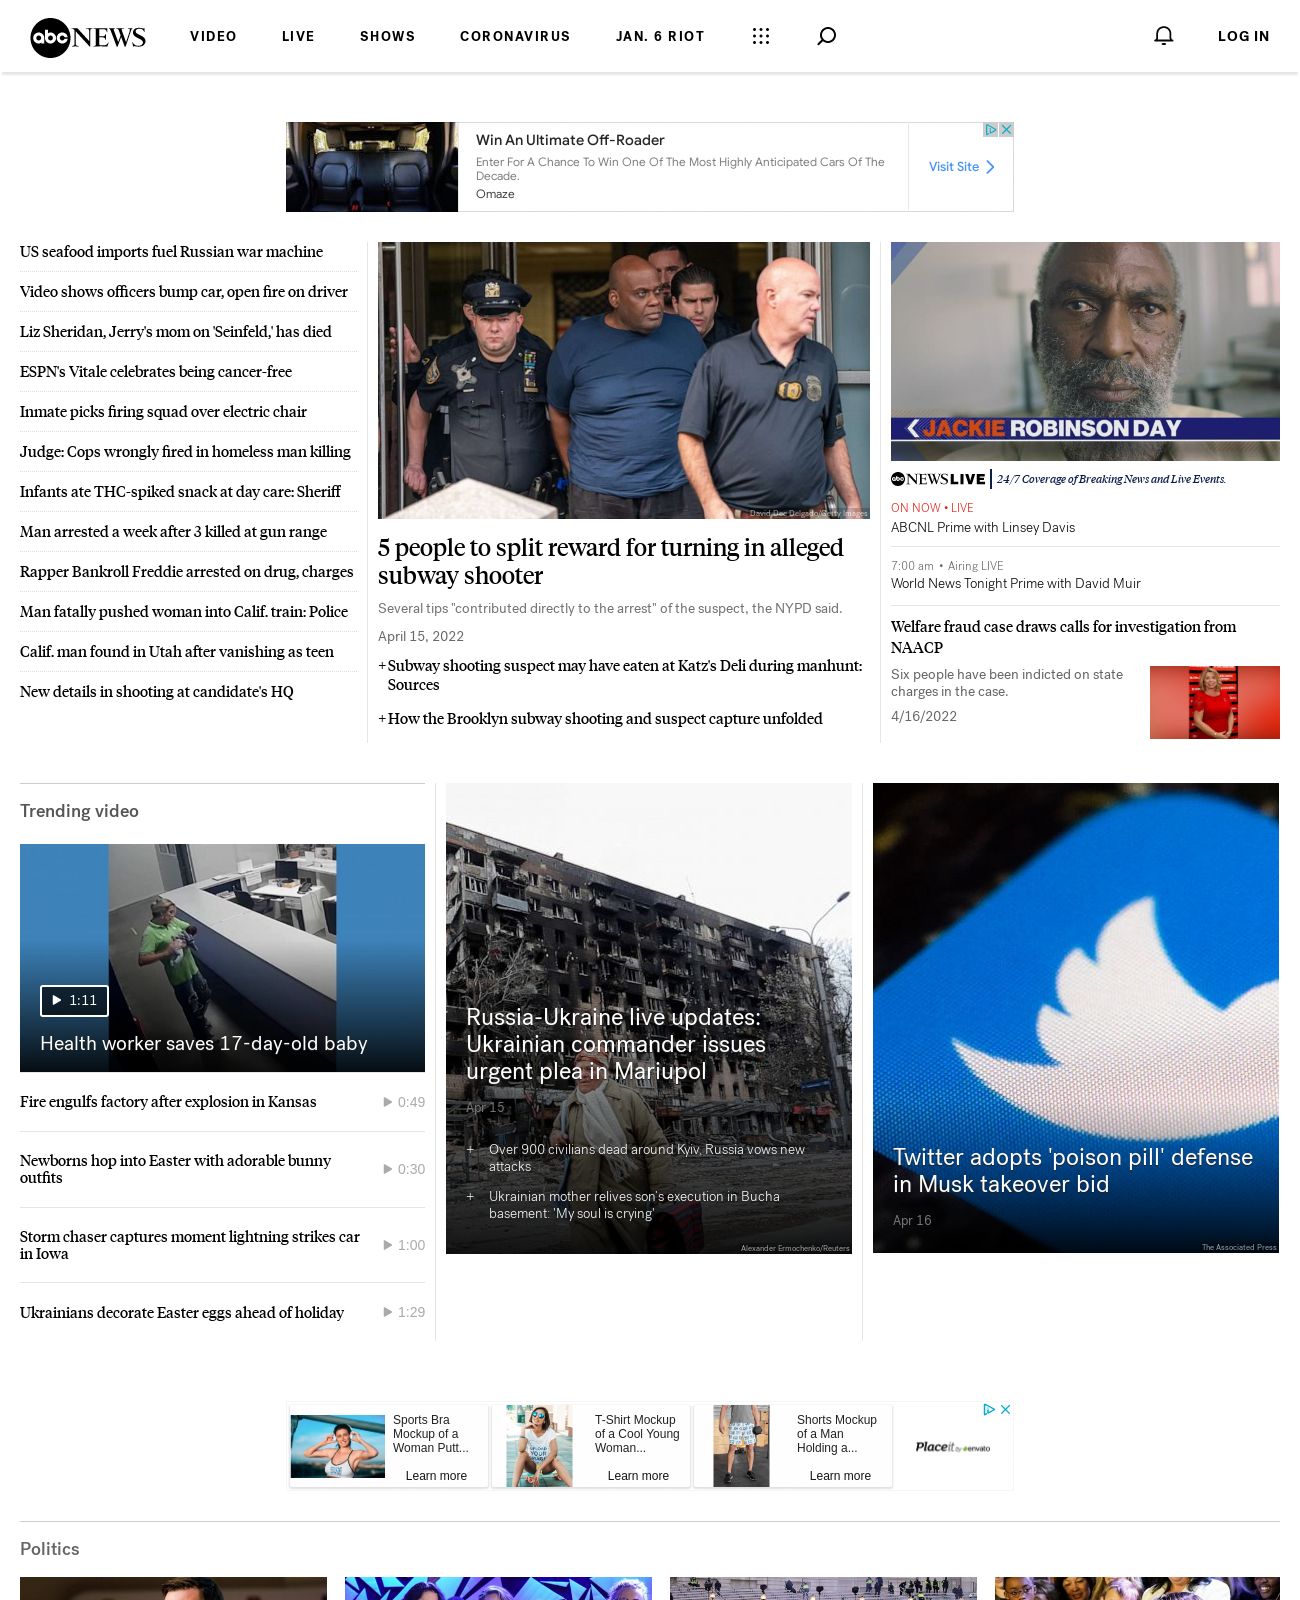 abc NEWS
VIDEO
LIVE
SHOWS
CORONAVIRUS
JAN. 6 RIOT
LOG IN
Win An Ultimate Off-Roader
Enter For A Chance To Win One Of The Most Highly Anticipated Cars Of The
Decade.
Omaze
Visit Site
US seafood imports fuel Russian war machine
Video shows officers bump car, open fire on driver
Liz Sheridan, Jerry's mom on 'Seinfeld,' has died
ESPN's Vitale celebrates being cancer-free
Inmate picks firing squad over electric chair
Judge: Cops wrongly fired in homeless man killing
Infants ate THC-spiked snack at day care: Sheriff
Man arrested a week after 3 killed at gun range
Rapper Bankroll Freddie arrested on drug, charges
Man fatally pushed woman into Calif. train: Police
Calif. man found in Utah after vanishing as teen
New details in shooting at candidate's HQ
David Dee Delgado/Getty Images
5 people to split reward for turning in alleged
subway shooter
Several tips "contributed directly to the arrest" of the suspect, the NYPD said.
April 15, 2022
+ Subway shooting suspect may have eaten at Katz's Deli during manhunt:
Sources
+ How the Brooklyn subway shooting and suspect capture unfolded
JACKIE ROBINSON DAY
abc NEWS LIVE | 24/7 Coverage of Breaking News and Live Events.
ON NOW • LIVE
ABCNL Prime with Linsey Davis
7:00 am • Airing LIVE
World News Tonight Prime with David Muir
Welfare fraud case draws calls for investigation from
NAACP
Six people have been indicted on state
charges in the case.
4/16/2022
Trending video
1:11
Health worker saves 17-day-old baby
Fire engulfs factory after explosion in Kansas
0:49
Newborns hop into Easter with adorable bunny
outfits
0:30
Storm chaser captures moment lightning strikes car
in Iowa
1:00
Ukrainians decorate Easter eggs ahead of holiday
1:29
Russia-Ukraine live updates:
Ukrainian commander issues
urgent plea in Mariupol
Apr 15
+ Over 900 civilians dead around Kyiv, Russia vows new
attacks
+ Ukrainian mother relives son's execution in Bucha
basement: 'My soul is crying'
Alexander Ermochenko/Reuters
Twitter adopts 'poison pill' defense
in Musk takeover bid
Apr 16
The Associated Press
Sports Bra
Mockup of a
Woman Putt...
Learn more
UPLOAD
YOUR
T-Shirt Mockup
of a Cool Young
Woman...
Learn more
Shorts Mockup
of a Man
Holding a...
Learn more
Placeit by envato
Politics